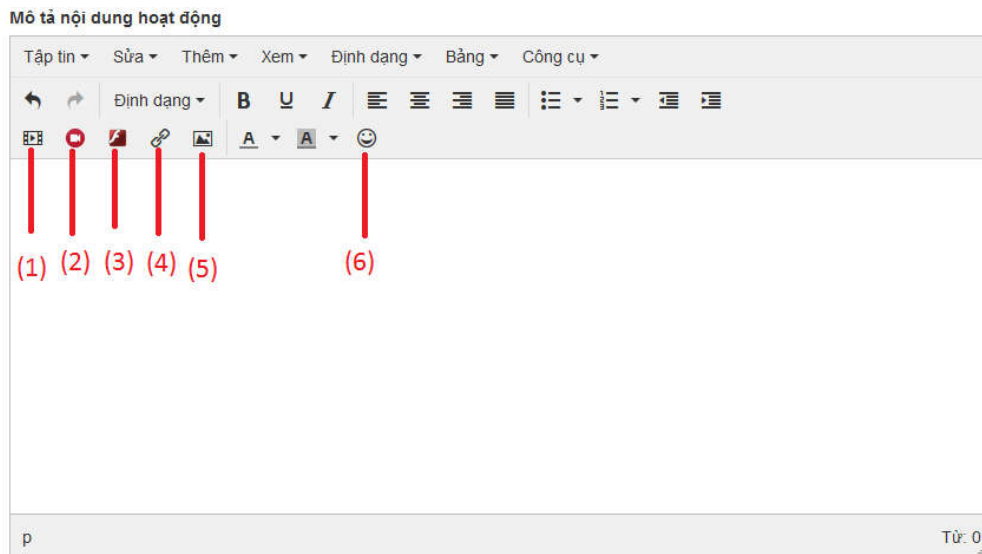 Mô tả nội dung hoạt động
Tập tin Sửa Thêm Xem Định dạng Bảng Công cụ
Định dạng B U I
A A
(1) (2) (3) (4) (5) (6)
p Từ: 0